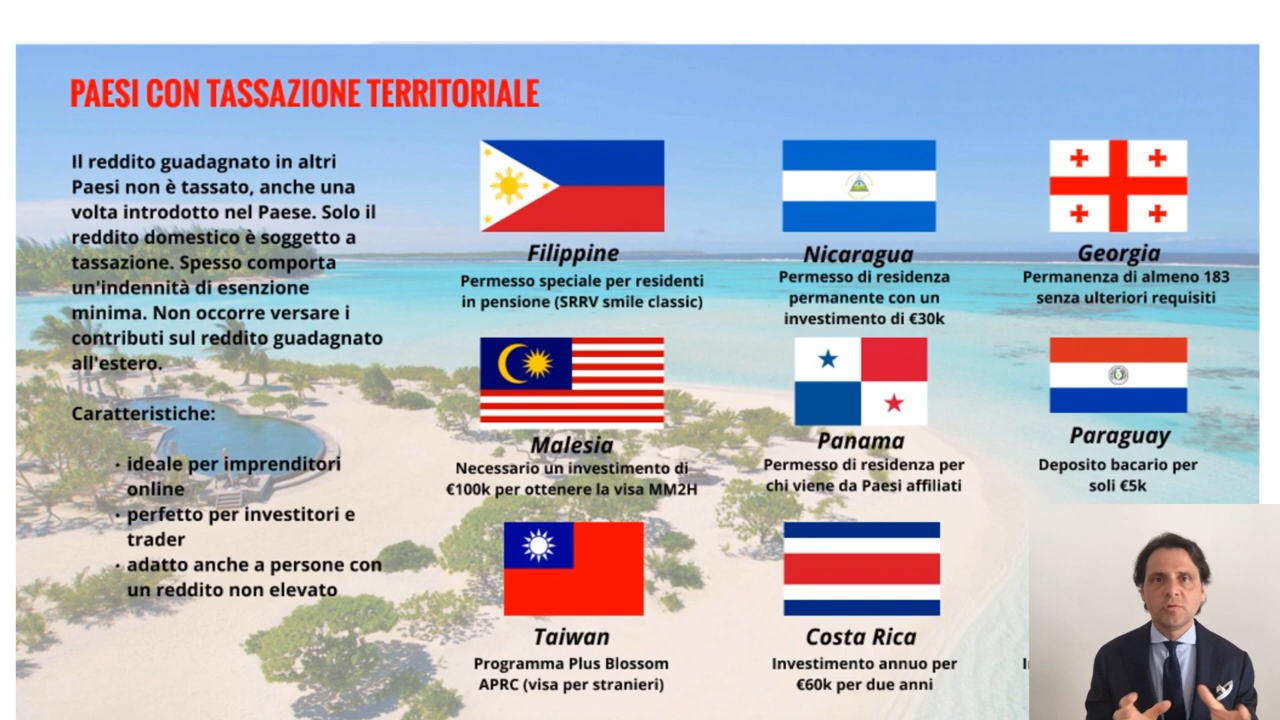 PAESI CON TASSAZIONE TERRITORIALE
Il reddito guadagnato in altri
Paesi non è tassato, anche una
volta introdotto nel Paese. Solo il
reddito domestico è soggetto a
tassazione. Spesso comporta
un'indennità di esenzione
minima. Non occorre versare i
contributi sul reddito guadagnato
all'estero.
Caratteristiche:
· ideale per imprenditori
online
· perfetto per investitori e
trader
· adatto anche a persone con
un reddito non elevato
Filippine
Permesso speciale per residenti
in pensione (SRRV smile classic)
Nicaragua
Permesso di residenza
permanente con un
investimento di €30k
Georgia
Permanenza di almeno 183
senza ulteriori requisiti
Malesia
Necessario un investimento di
€100k per ottenere la visa MM2H
Panama
Permesso di residenza per
chi viene da Paesi affiliati
Paraguay
Deposito bacario per
soli €5k
Taiwan
Programma Plus Blossom
APRC (visa per stranieri)
Costa Rica
Investimento annuo per
€60k per due anni